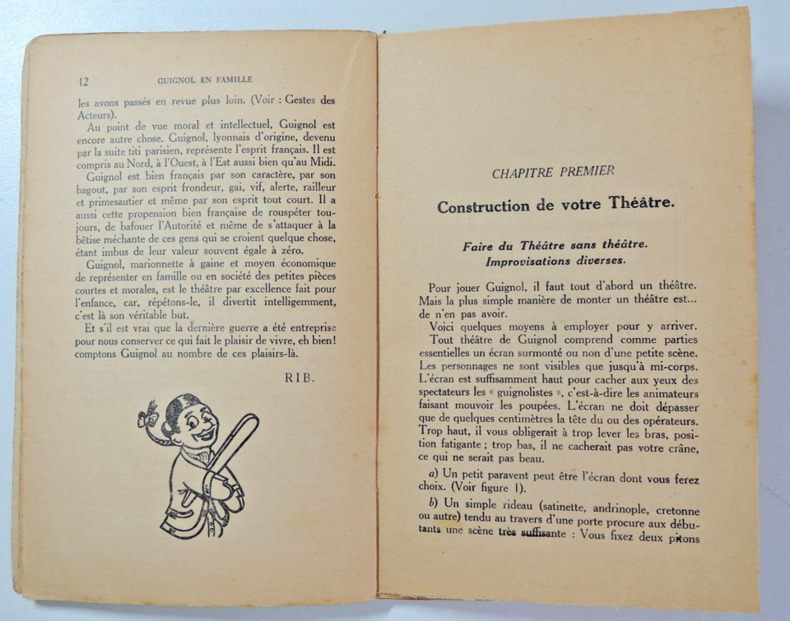 12 GUIGNOL EN FAMILLE
les avons passés en revue plus loin. (Voir : Gestes des
Acteurs).
Au point de vue moral et intellectuel, Guignol est
encore autre chose. Guignol, lyonnais d'origine, devenu
par la suite titi parisien, représente l'esprit français. Il est
compris au Nord, à l'Ouest, à l'Est aussi bien qu'au Midi.
Guignol est bien français par son caractère, par son
bagout, par son esprit frondeur, gai, vif, alerte, railleur
et primesautier et même par son esprit tout court. Il a
aussi cette propension bien française de rouspéter tou-
jours, de bafouer l'Autorité et même de s'attaquer à la
bêtise méchante de ces gens qui se croient quelque chose,
étant imbus de leur valeur souvent égale à zéro.
Guignol, marionnette à gaine et moyen économique
de représenter en famille ou en société des petites pièces
courtes et morales, est le théâtre par excellence fait pour
l'enfance, car, répétons-le, il divertit intelligemment,
c'est là son véritable but.
Et s'il est vrai que la dernière guerre a été entreprise
pour nous conserver ce qui fait le plaisir de vivre, eh bien !
comptons Guignol au nombre de ces plaisirs-là.
RIB.
CHAPITRE PREMIER
Construction de votre Théâtre.
Faire du Théâtre sans théâtre.
Improvisations diverses.
Pour jouer Guignol, il faut tout d'abord un théâtre.
Mais la plus simple manière de monter un théâtre est...
de n'en pas avoir.
Voici quelques moyens à employer pour y arriver.
Tout théâtre de Guignol comprend comme parties
essentielles un écran surmonté ou non d'une petite scène.
Les personnages ne sont visibles que jusqu'à mi-corps.
L'écran est suffisamment haut pour cacher aux yeux des
spectateurs les « guignolistes », c'est-à-dire les animateurs
faisant mouvoir les poupées. L'écran ne doit dépasser
que de quelques centimètres la tête du ou des opérateurs.
Trop haut, il vous obligerait à trop lever les bras, posi-
tion fatigante ; trop bas, il ne cacherait pas votre crâne,
ce qui ne serait pas beau.
a) Un petit paravent peut être l'écran dont vous ferez
choix. (Voir figure 1).
b) Un simple rideau (satinette, andrinople, cretonne
ou autre) tendu au travers d'une porte procure aux débu-
tants une scène très suffisante : Vous fixez deux pitons